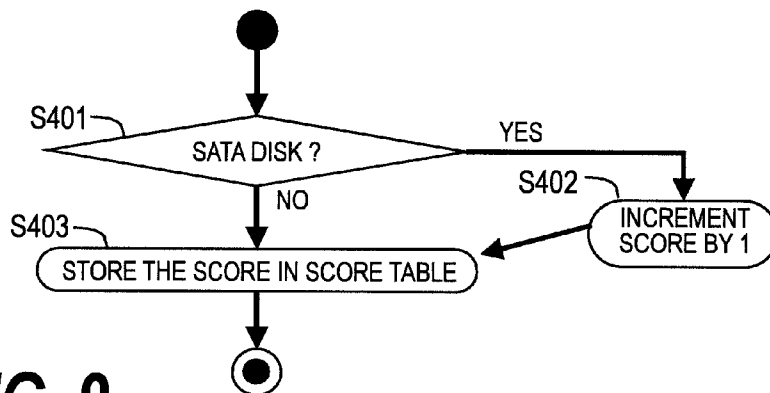 S401
SATA DISK ?
YES
NO
S402
INCREMENT
SCORE BY 1
S403
STORE THE SCORE IN SCORE TABLE